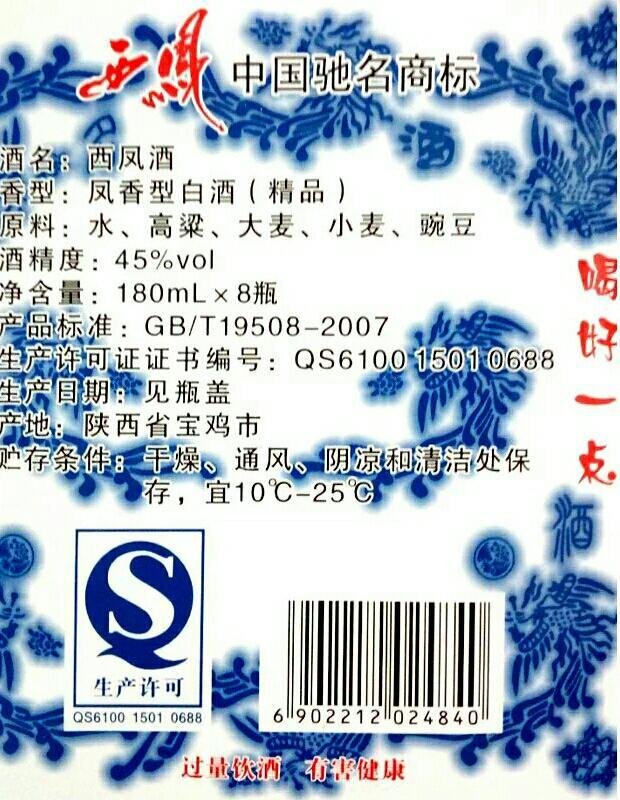 西凤 中国驰名商标
酒
酒名：西凤酒
香型：凤香型白酒（精品）
原料：水、高粱、大麦、小麦、豌豆
酒精度：45%vol
净含量：180mL×8瓶
产品标准：GB/T19508-2007
生产许可证证书编号：QS6100 1501 0688
生产日期：见瓶盖
产地：陕西省宝鸡市
贮存条件：干燥、通风、阴凉和清洁处保
存，宜10℃-25℃
喝好一点
酒
生产许可
QS6100 1501 0688
6 902212 024840
过量饮酒 有害健康